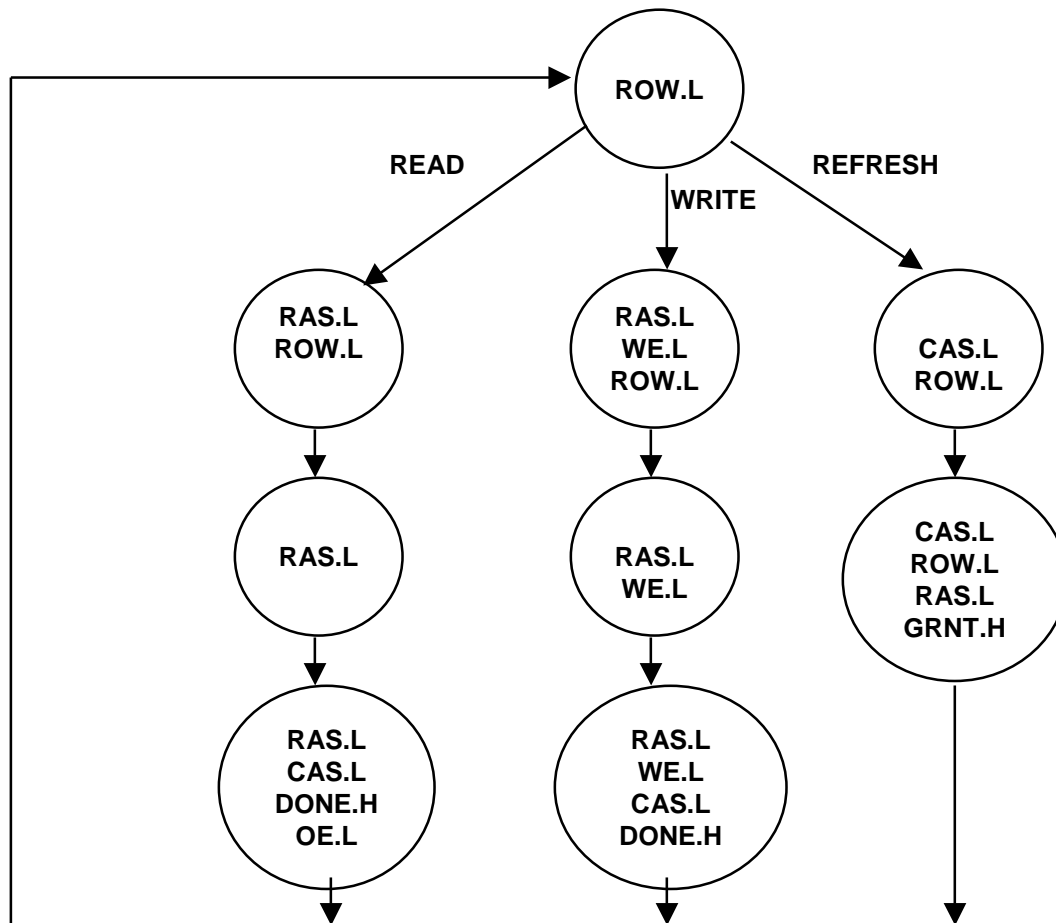 ROW.L
READ
REFRESH
WRITE
RAS.L
ROW.L
RAS.L
WE.L
ROW.L
CAS.L
ROW.L
RAS.L
RAS.L
WE.L
CAS.L
ROW.L
RAS.L
GRNT.H
RAS.L
CAS.L
DONE.H
OE.L
RAS.L
WE.L
CAS.L
DONE.H